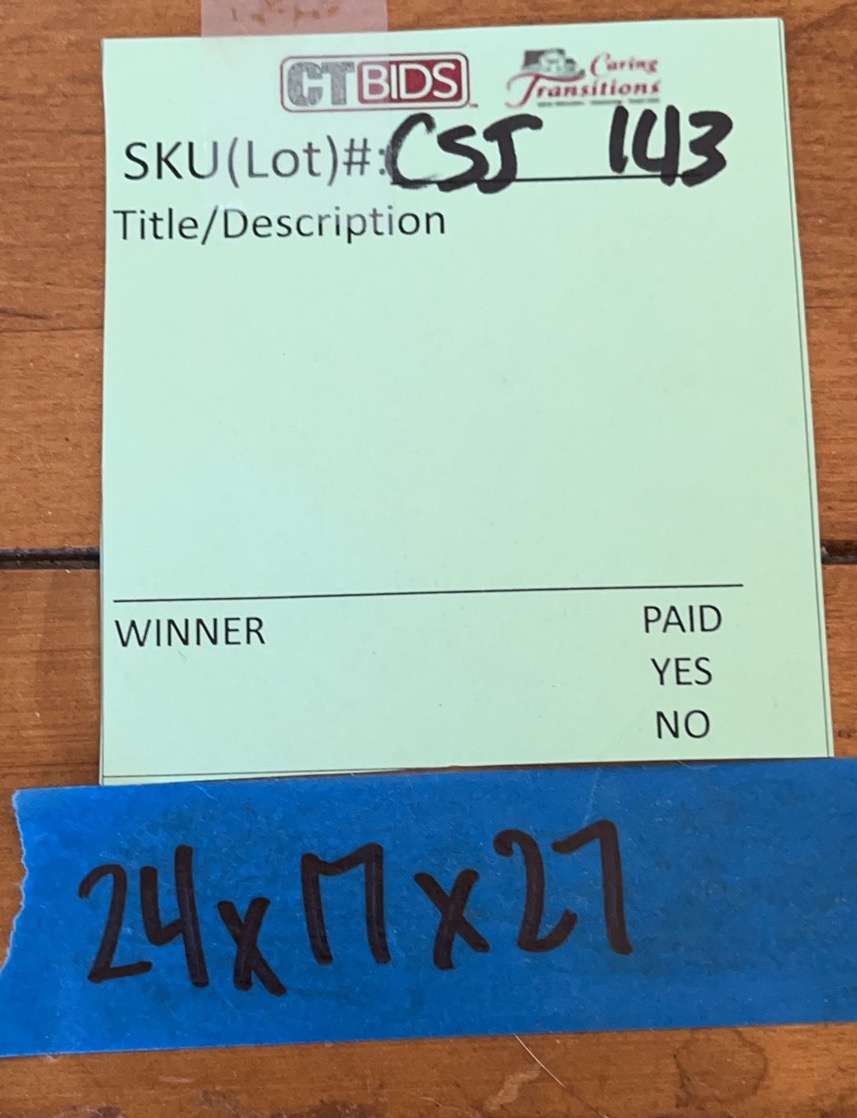 CTBIDS Caring Transitions
SKU(Lot)#: CSJ 143
Title/Description
WINNER PAID
YES
NO
24x17x27